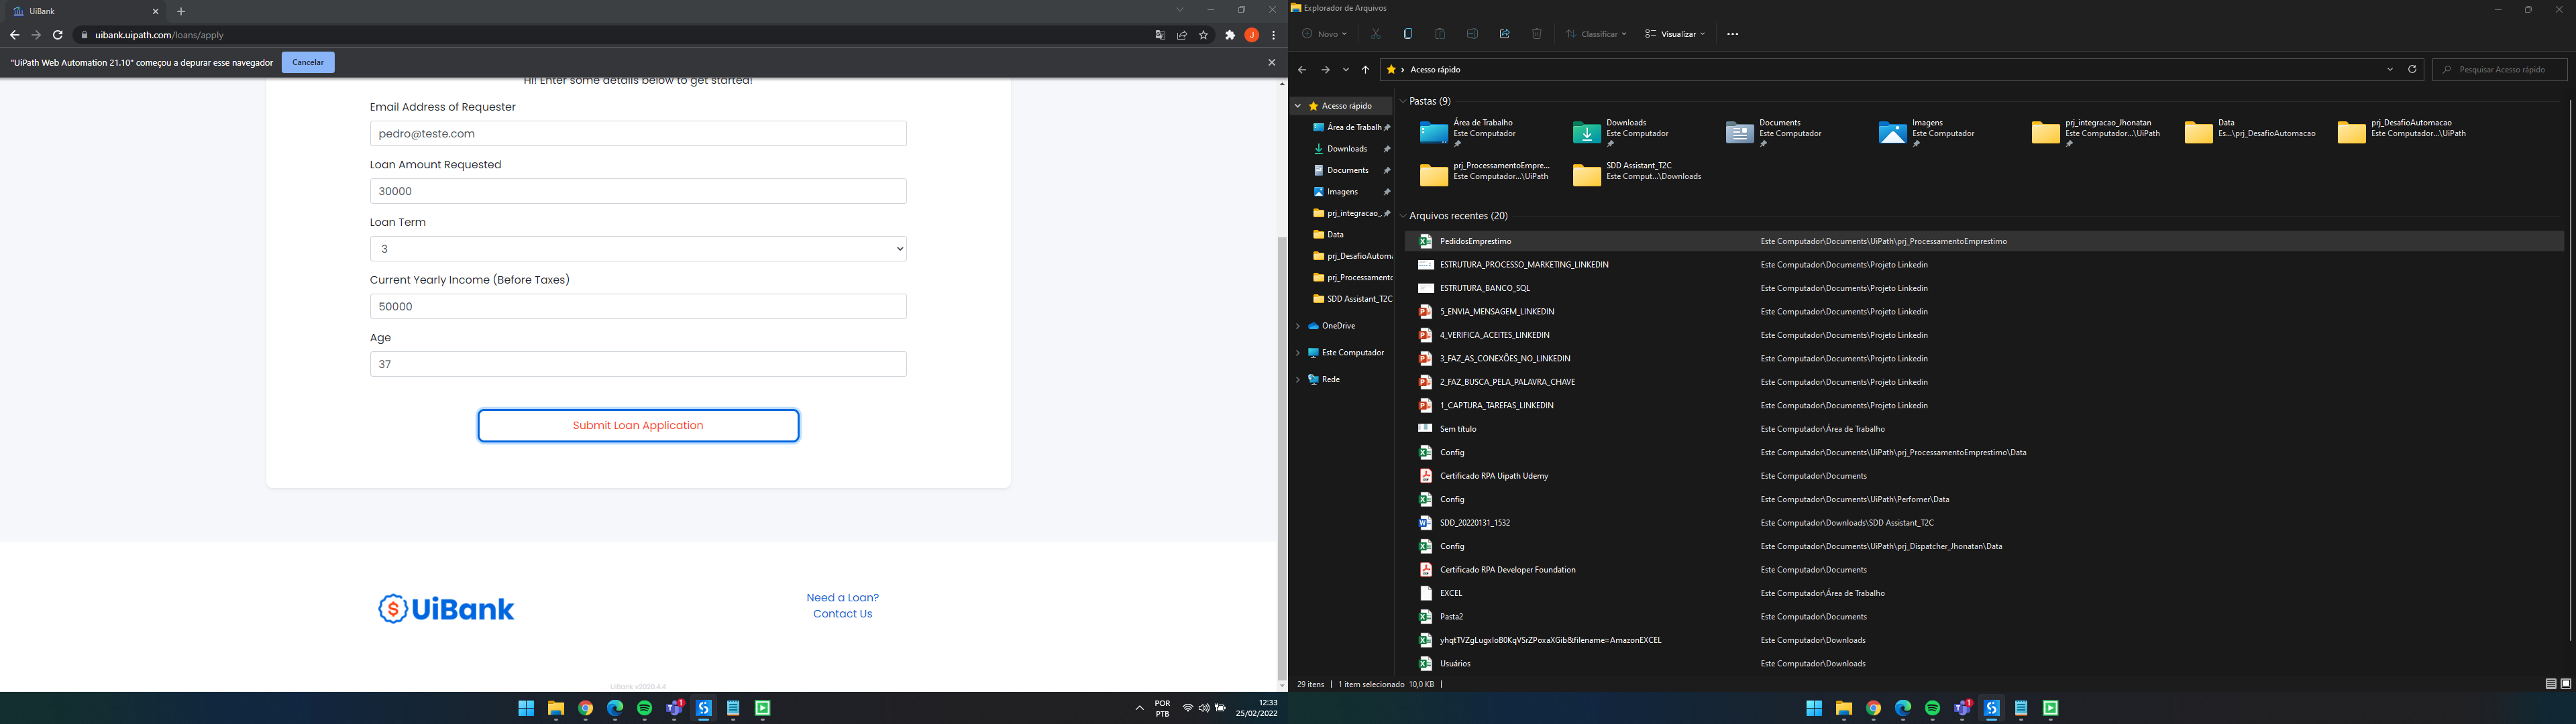 UiBank
uibank.uipath.com/loans/apply
"UiPath Web Automation 21.10" começou a depurar esse navegador
Cancelar
Hi! Enter some details below to get started!
Email Address of Requester
pedro@teste.com
Loan Amount Requested
30000
Loan Term
3
Current Yearly Income (Before Taxes)
50000
Age
37
Submit Loan Application
UiBank
Need a Loan?
Contact Us
UiBank v2020.4.4
POR
PTB
12:33
25/02/2022
Explorador de Arquivos
Novo
Classificar
Visualizar
Acesso rápido
Pesquisar Acesso rápido
Acesso rápido
Área de Trabalh
Downloads
Documents
Imagens
prj_integracao_
Data
prj_DesafioAutoma
prj_Processamento
SDD Assistant_T2C
OneDrive
Este Computador
Rede
Pastas (9)
Área de Trabalho
Este Computador
Downloads
Este Computador
Documents
Este Computador
Imagens
Este Computador
prj_integracao_Jhonatan
Este Computador...\UiPath
Data
Es...\prj_DesafioAutomacao
prj_DesafioAutomacao
Este Computador...\UiPath
prj_ProcessamentoEmpre...
Este Computador...\UiPath
SDD Assistant_T2C
Este Comput...\Downloads
Arquivos recentes (20)
PedidosEmprestimo Este Computador\Documents\UiPath\prj_ProcessamentoEmprestimo
ESTRUTURA_PROCESSO_MARKETING_LINKEDIN Este Computador\Documents\Projeto Linkedin
ESTRUTURA_BANCO_SQL Este Computador\Documents\Projeto Linkedin
5_ENVIA_MENSAGEM_LINKEDIN Este Computador\Documents\Projeto Linkedin
4_VERIFICA_ACEITES_LINKEDIN Este Computador\Documents\Projeto Linkedin
3_FAZ_AS_CONEXÕES_NO_LINKEDIN Este Computador\Documents\Projeto Linkedin
2_FAZ_BUSCA_PELA_PALAVRA_CHAVE Este Computador\Documents\Projeto Linkedin
1_CAPTURA_TAREFAS_LINKEDIN Este Computador\Documents\Projeto Linkedin
Sem título Este Computador\Área de Trabalho
Config Este Computador\Documents\UiPath\prj_ProcessamentoEmprestimo\Data
Certificado RPA Uipath Udemy Este Computador\Documents
Config Este Computador\Documents\UiPath\Perfomer\Data
SDD_20220131_1532 Este Computador\Downloads\SDD Assistant_T2C
Config Este Computador\Documents\UiPath\prj_Dispatcher_Jhonatan\Data
Certificado RPA Developer Foundation Este Computador\Documents
EXCEL Este Computador\Área de Trabalho
Pasta2 Este Computador\Documents
yhqtTVZgLugxIoB0KqVSrZPoxaXGib&filename=AmazonEXCEL Este Computador\Downloads
Usuários Este Computador\Downloads
29 itens 1 item selecionado 10,0 KB